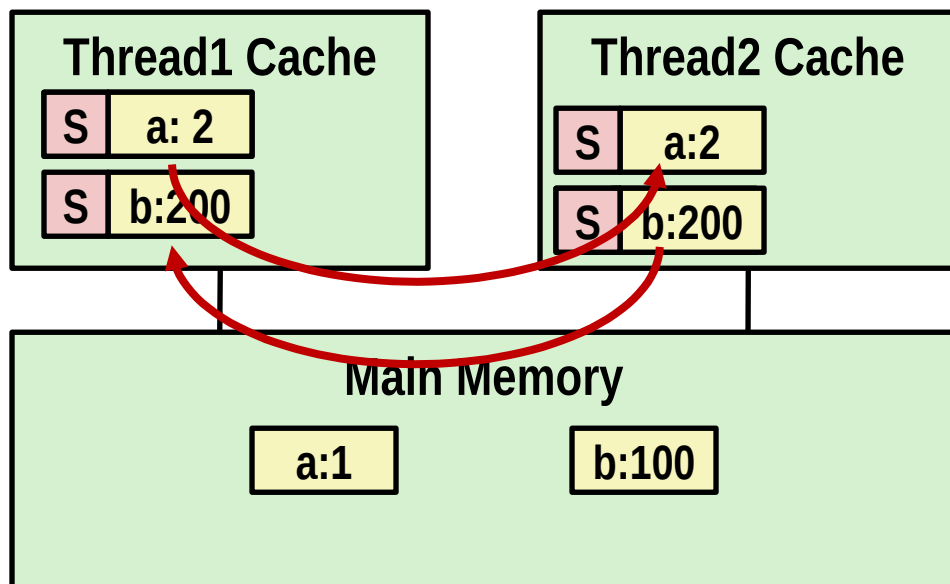 Thread1 Cache
S a: 2
S b:200
Thread2 Cache
S a:2
S b:200
Main Memory
a:1
b:100